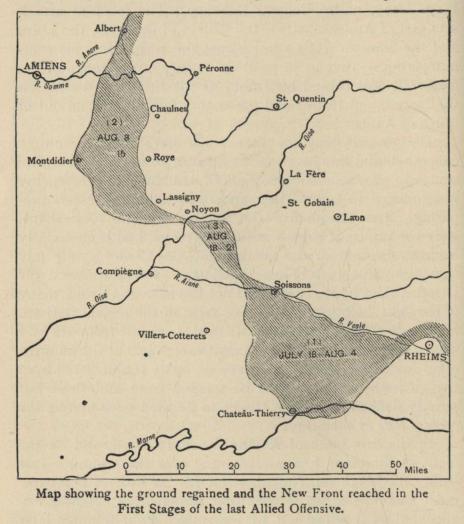 Albert
R. Ancre
AMIENS
R. Somme
Péronne
St. Quentin
Chaulnes
(2)
AUG. 8
15
R. Oise
Montdidier
Roye
La Fère
Lassigny
St. Gobain
Noyon
Laon
(3)
AUG.
18 21
Compiègne
R. Aisne
Soissons
R. Oise
R. Vesle
Villers-Cotterets
(1)
JULY 18-AUG. 4
RHEIMS
Chateâu-Thierry
R. Marne
0 10 20 30 40 50 Miles
Map showing the ground regained and the New Front reached in the
First Stages of the last Allied Offensive.